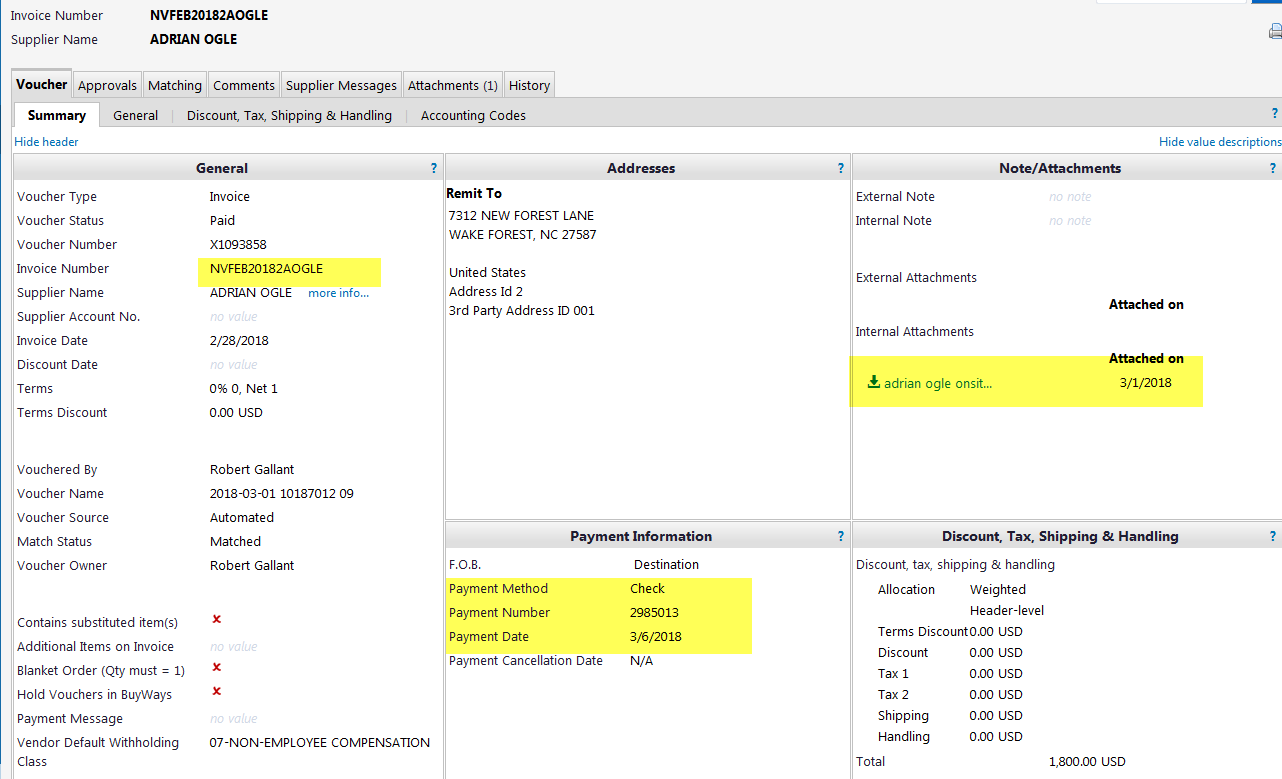 Invoice Number NVFEB20182AOGLE
Supplier Name ADRIAN OGLE
Voucher Approvals Matching Comments Supplier Messages Attachments (1) History
Summary General Discount, Tax, Shipping & Handling Accounting Codes ?
Hide header Hide value descriptions
General ?
Voucher Type Invoice
Voucher Status Paid
Voucher Number X1093858
Invoice Number NVFEB20182AOGLE
Supplier Name ADRIAN OGLE more info...
Supplier Account No. no value
Invoice Date 2/28/2018
Discount Date no value
Terms 0% 0, Net 1
Terms Discount 0.00 USD
Vouchered By Robert Gallant
Voucher Name 2018-03-01 10187012 09
Voucher Source Automated
Match Status Matched
Voucher Owner Robert Gallant
Contains substituted item(s)
Additional Items on Invoice no value
Blanket Order (Qty must = 1)
Hold Vouchers in BuyWays
Payment Message no value
Vendor Default Withholding 07-NON-EMPLOYEE COMPENSATION
Class
Addresses ?
Remit To
7312 NEW FOREST LANE
WAKE FOREST, NC 27587
United States
Address Id 2
3rd Party Address ID 001
Payment Information ?
F.O.B. Destination
Payment Method Check
Payment Number 2985013
Payment Date 3/6/2018
Payment Cancellation Date N/A
Note/Attachments ?
External Note no note
Internal Note no note
External Attachments
Attached on
Internal Attachments
Attached on
adrian ogle onsit... 3/1/2018
Discount, Tax, Shipping & Handling ?
Discount, tax, shipping & handling
Allocation Weighted
Header-level
Terms Discount 0.00 USD
Discount 0.00 USD
Tax 1 0.00 USD
Tax 2 0.00 USD
Shipping 0.00 USD
Handling 0.00 USD
Total 1,800.00 USD